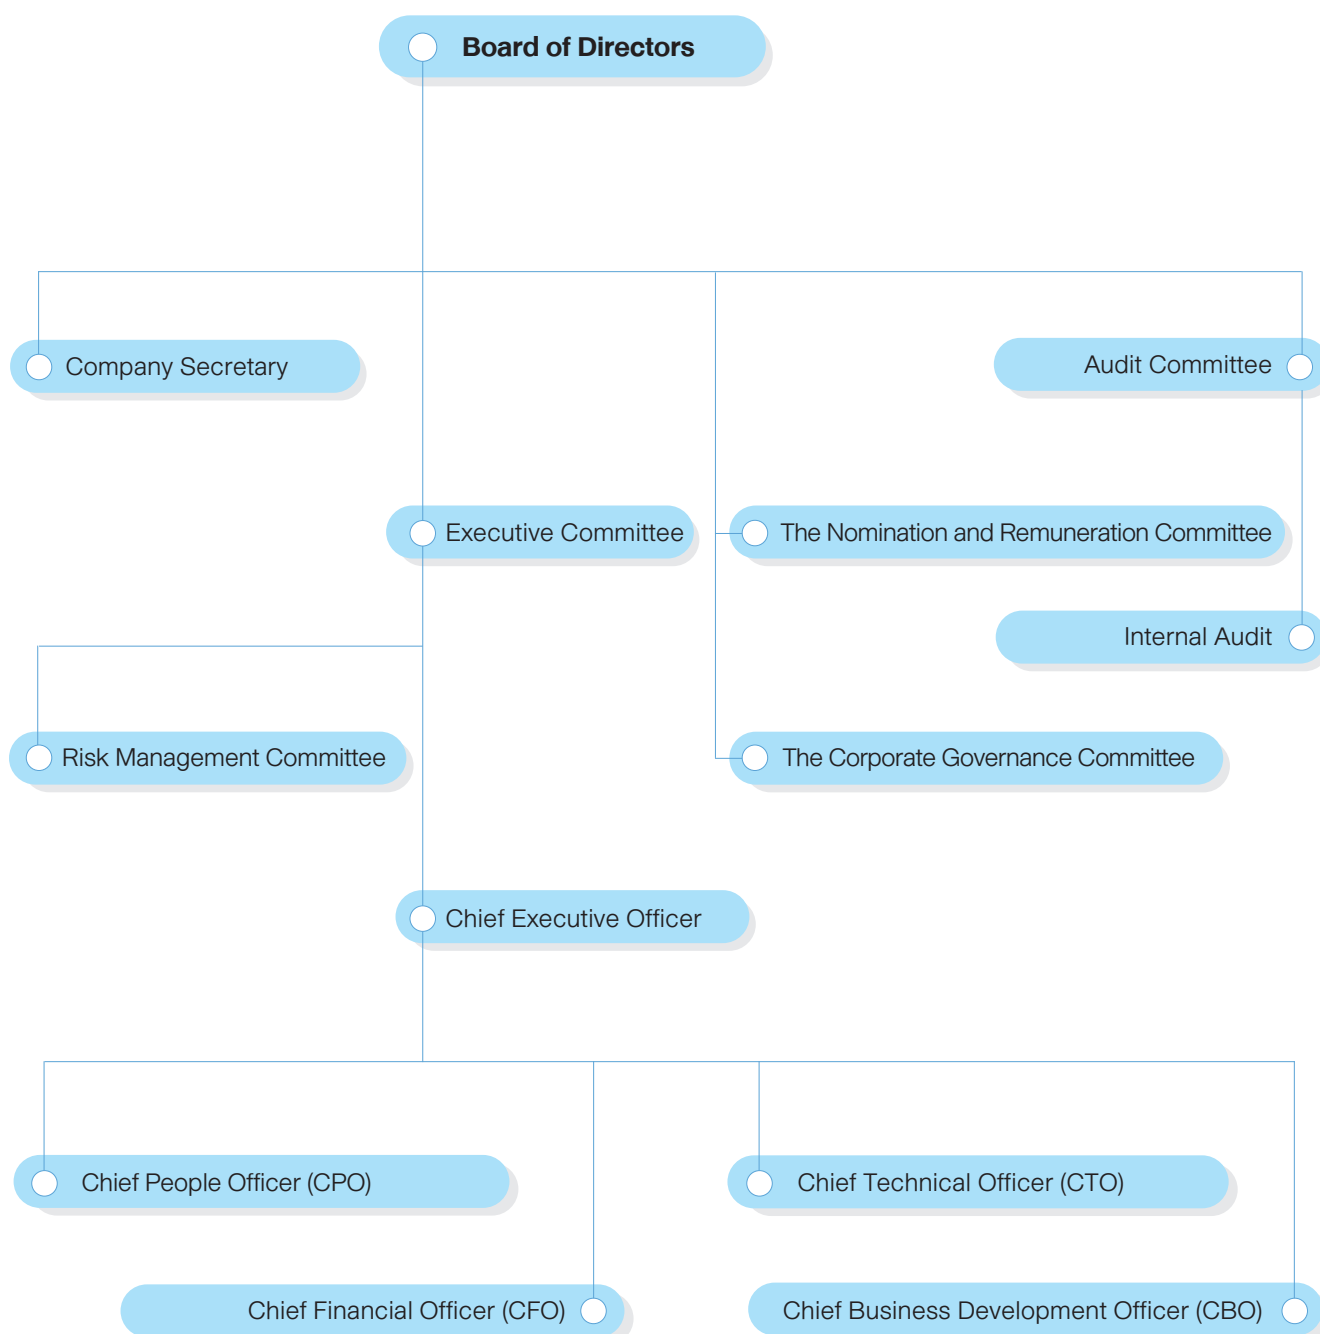 Board of Directors
Company Secretary
Audit Committee
Executive Committee
The Nomination and Remuneration Committee
Internal Audit
Risk Management Committee
The Corporate Governance Committee
Chief Executive Officer
Chief People Officer (CPO)
Chief Technical Officer (CTO)
Chief Financial Officer (CFO)
Chief Business Development Officer (CBO)